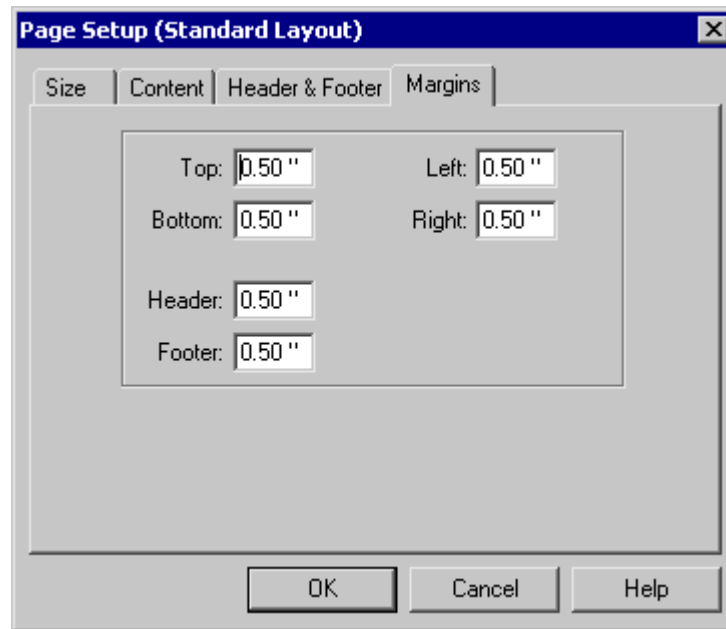 Page Setup (Standard Layout)
Size Content Header & Footer Margins
Top: 0.50 " Left: 0.50 "
Bottom: 0.50 " Right: 0.50 "
Header: 0.50 "
Footer: 0.50 "
OK Cancel Help